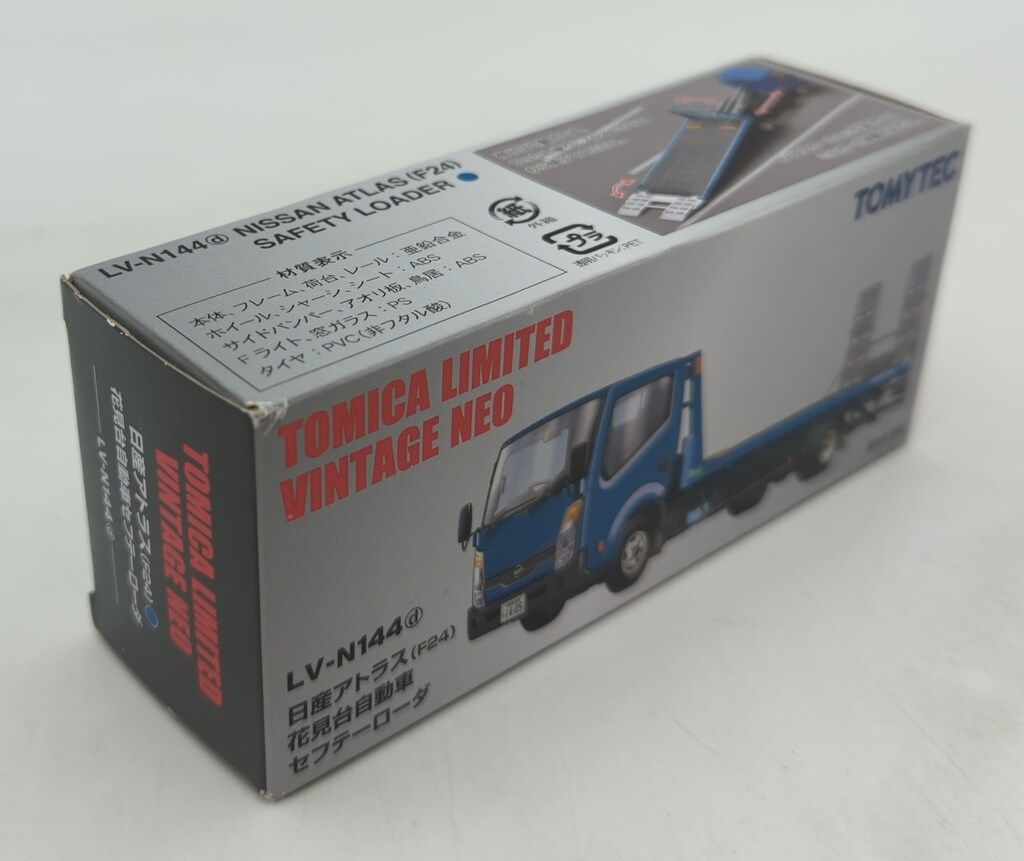 LV-N144ⓓ NISSAN ATLAS(F24)
SAFETY LOADER
材質表示
本体、フレーム、荷台、レール:亜鉛合金
ホイール、シャーシ、シート:ABS
サイドバンパー、アオリ板、鳥居:ABS
Fライト、窓ガラス:PS
タイヤ:PVC(非フタル酸)
紙
外箱
プラ
透明パッキン:PET
TOMYTEC
TOMICA LIMITED
VINTAGE NEO
LV-N144ⓓ
日産アトラス(F24)
花見台自動車
セフテーローダ
TOMICA LIMITED
VINTAGE NEO
日産アトラス(F24)
花見台自動車セフテーローダ
LV-N144ⓓ